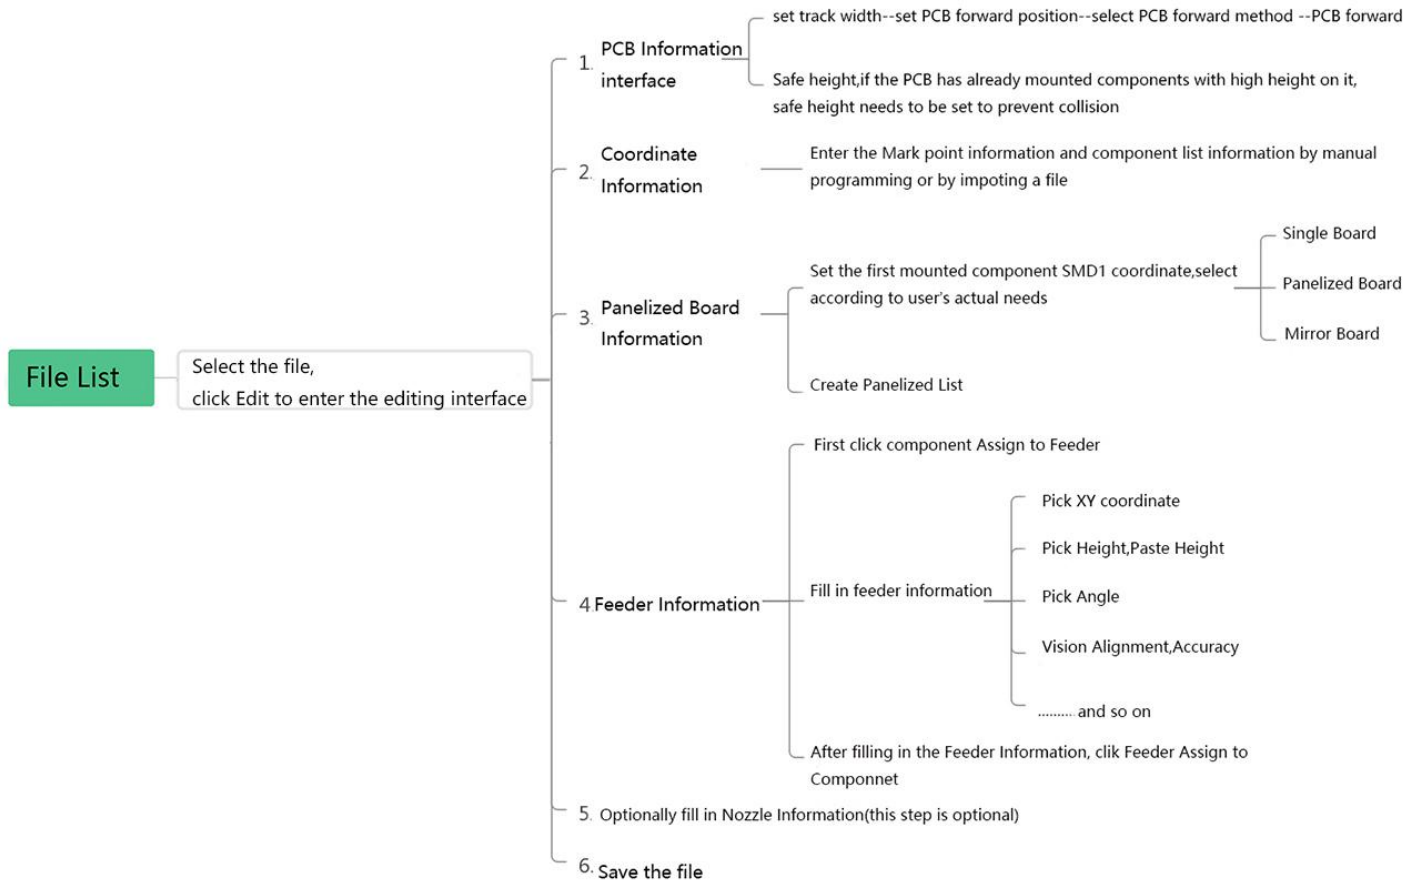 File List
Select the file,
click Edit to enter the editing interface
1.
PCB Information
interface
set track width--set PCB forward position--select PCB forward method --PCB forward
Safe height,if the PCB has already mounted components with high height on it,
safe height needs to be set to prevent collision
2.
Coordinate
Information
Enter the Mark point information and component list information by manual
programming or by impoting a file
3.
Panelized Board
Information
Set the first mounted component SMD1 coordinate,select
according to user's actual needs
Single Board
Panelized Board
Mirror Board
Create Panelized List
4.Feeder Information
First click component Assign to Feeder
Fill in feeder information
Pick XY coordinate
Pick Height,Paste Height
Pick Angle
Vision Alignment,Accuracy
..........and so on
After filling in the Feeder Information, clik Feeder Assign to
Componnet
5. Optionally fill in Nozzle Information(this step is optional)
6. Save the file